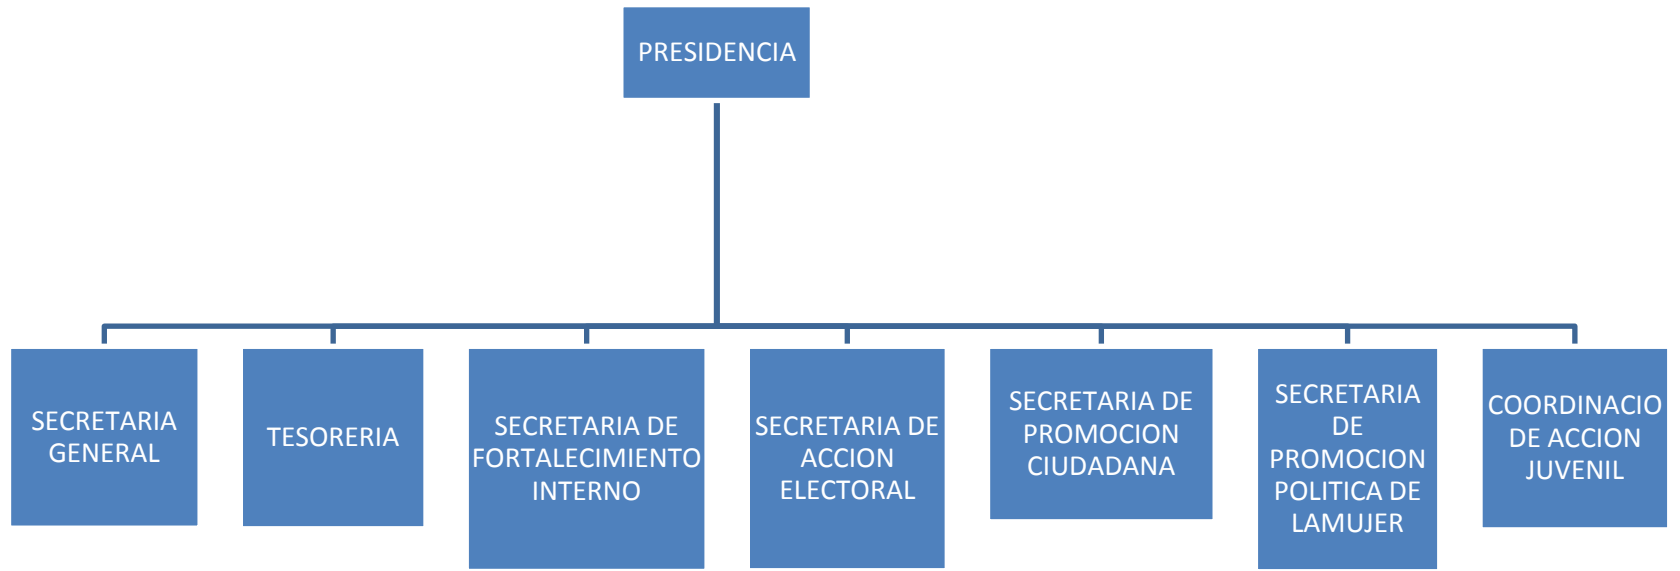 PRESIDENCIA
SECRETARIA
GENERAL
TESORERIA
SECRETARIA DE
FORTALECIMIENTO
INTERNO
SECRETARIA DE
ACCION
ELECTORAL
SECRETARIA DE
PROMOCION
CIUDADANA
SECRETARIA
DE
PROMOCION
POLITICA DE
LAMUJER
COORDINACIO
DE ACCION
JUVENIL